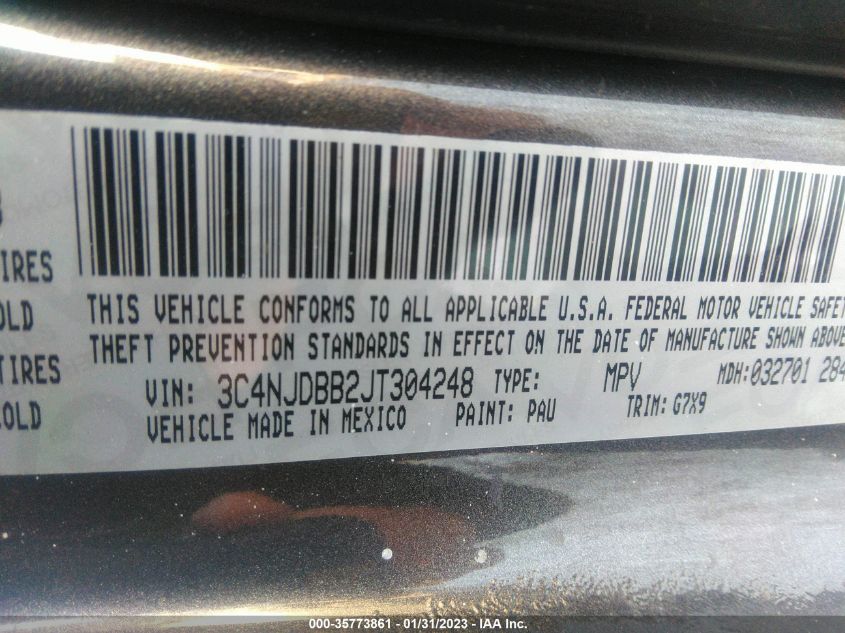 IRES
OLD
TIRES
COLD
THIS VEHICLE CONFORMS TO ALL APPLICABLE U.S.A. FEDERAL MOTOR VEHICLE SAFET
THEFT PREVENTION STANDARDS IN EFFECT ON THE DATE OF MANUFACTURE SHOWN ABOVE
VIN: 3C4NJDBB2JT304248 TYPE: MPV MDH:032701 284
VEHICLE MADE IN MEXICO PAINT: PAU TRIM: G7X9
000-35773861 - 01/31/2023 - IAA Inc.